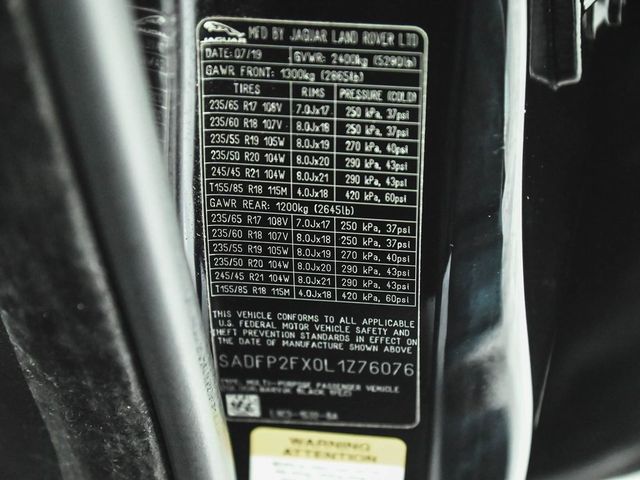 JAGUAR
MFD BY JAGUAR LAND ROVER LTD
DATE: 07/19 GVWR: 2400kg (5280lb)
GAWR FRONT: 1300kg (2865lb)
TIRES RIMS PRESSURE (COLD)
235/65 R17 108V 7.0Jx17 250 kPa, 37psi
235/60 R18 107V 8.0Jx18 250 kPa, 37psi
235/55 R19 105W 8.0Jx19 270 kPa, 40psi
235/50 R20 104W 8.0Jx20 290 kPa, 43psi
245/45 R21 104W 8.0Jx21 290 kPa, 43psi
T155/85 R18 115M 4.0Jx18 420 kPa, 60psi
GAWR REAR: 1200kg (2645lb)
235/65 R17 108V 7.0Jx17 250 kPa, 37psi
235/60 R18 107V 8.0Jx18 250 kPa, 37psi
235/55 R19 105W 8.0Jx19 270 kPa, 40psi
235/50 R20 104W 8.0Jx20 290 kPa, 43psi
245/45 R21 104W 8.0Jx21 290 kPa, 43psi
T155/85 R18 115M 4.0Jx18 420 kPa, 60psi
THIS VEHICLE CONFORMS TO ALL APPLICABLE
U.S. FEDERAL MOTOR VEHICLE SAFETY AND
THEFT PREVENTION STANDARDS IN EFFECT ON
THE DATE OF MANUFACTURE SHOWN ABOVE
SADFP2FX0L1Z76076
TYPE: MULTI-PURPOSE PASSENGER VEHICLE
BLACK
WARNING
ATTENTION